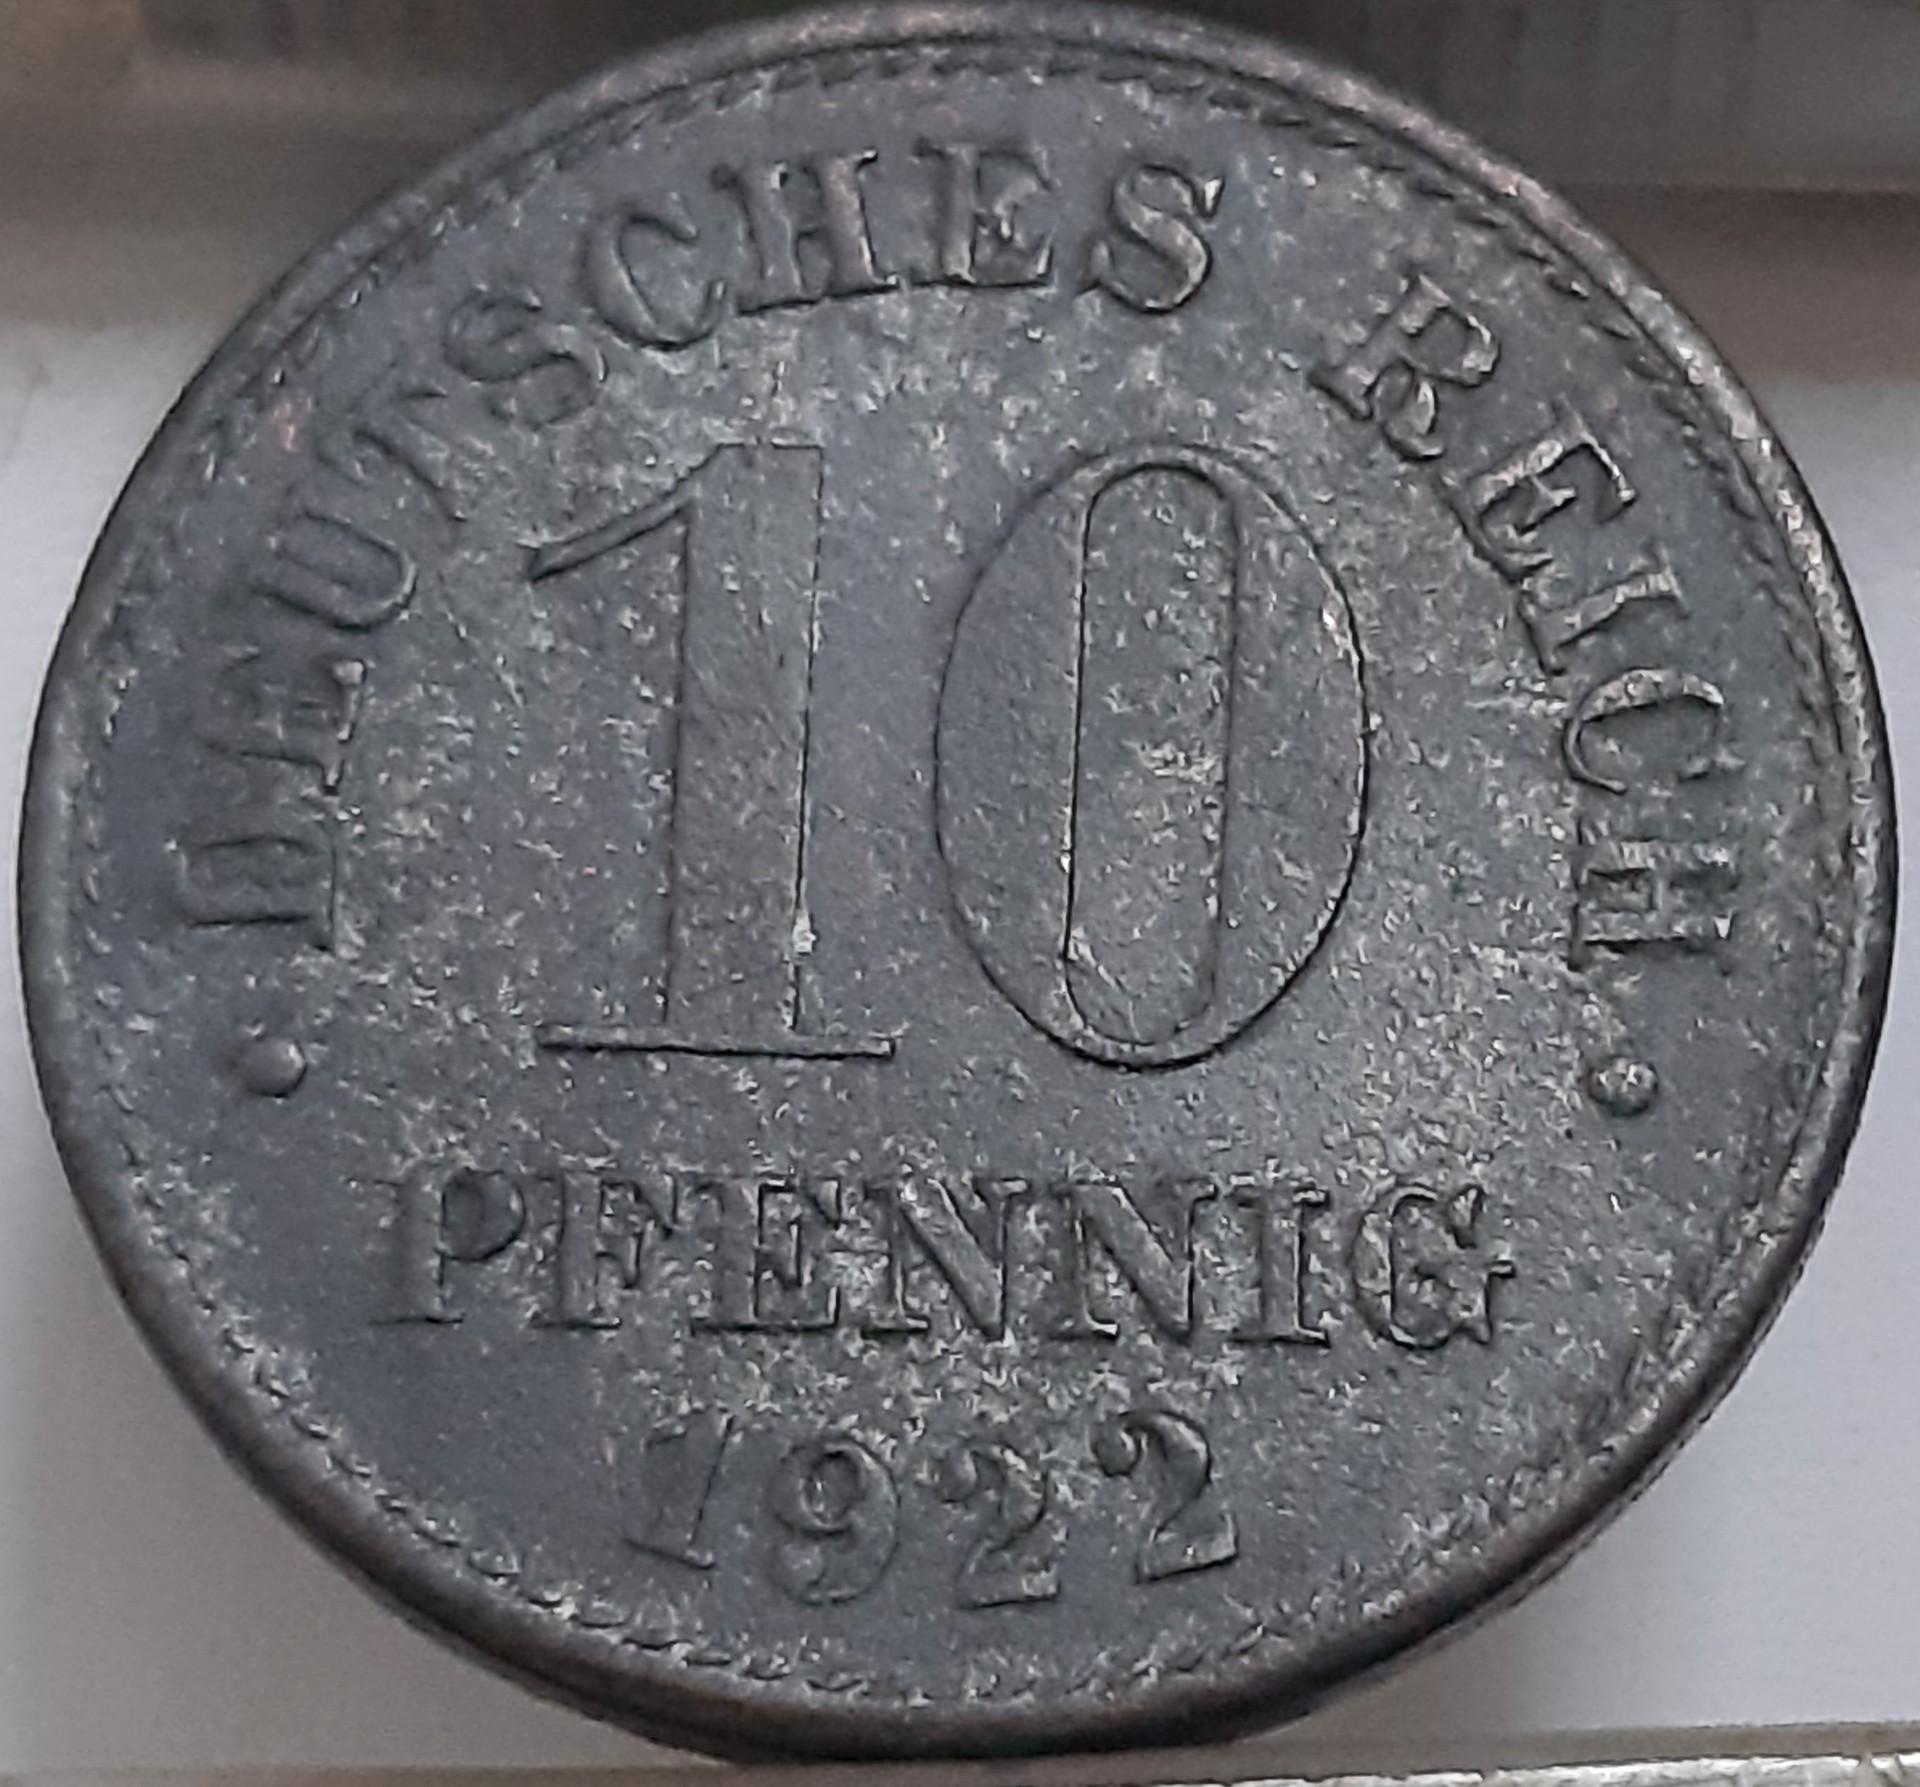 DEUTSCHES REICH
10
PFENNIG
1922